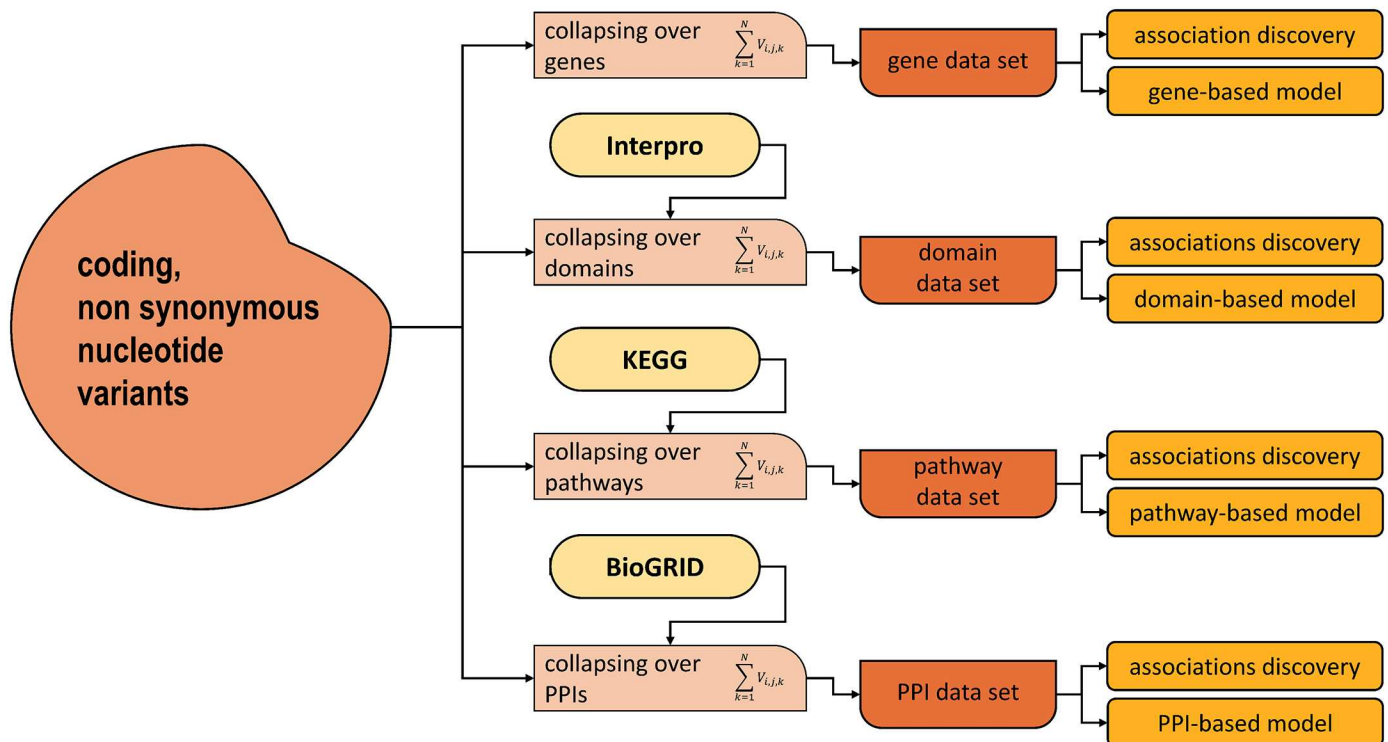 coding,
non synonymous
nucleotide
variants
collapsing over
genes
N
∑ V_{i,j,k}
k=1
gene data set
association discovery
gene-based model
Interpro
collapsing over
domains
N
∑ V_{i,j,k}
k=1
domain
data set
associations discovery
domain-based model
KEGG
collapsing over
pathways
N
∑ V_{i,j,k}
k=1
pathway
data set
associations discovery
pathway-based model
BioGRID
collapsing over
PPIs
N
∑ V_{i,j,k}
k=1
PPI data set
associations discovery
PPI-based model